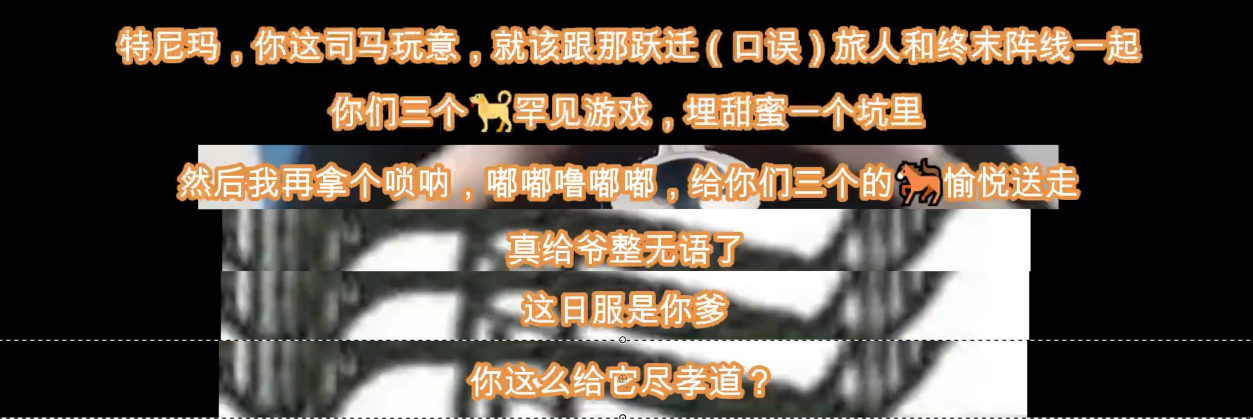 特尼玛，你这司马玩意，就该跟那跃迁（口误）旅人和终末阵线一起
你们三个🐕罕见游戏，埋甜蜜一个坑里
然后我再拿个唢呐，嘟嘟噜嘟嘟，给你们三个的🐎愉悦送走
真给爷整无语了
这日服是你爹
你这么给它尽孝道？